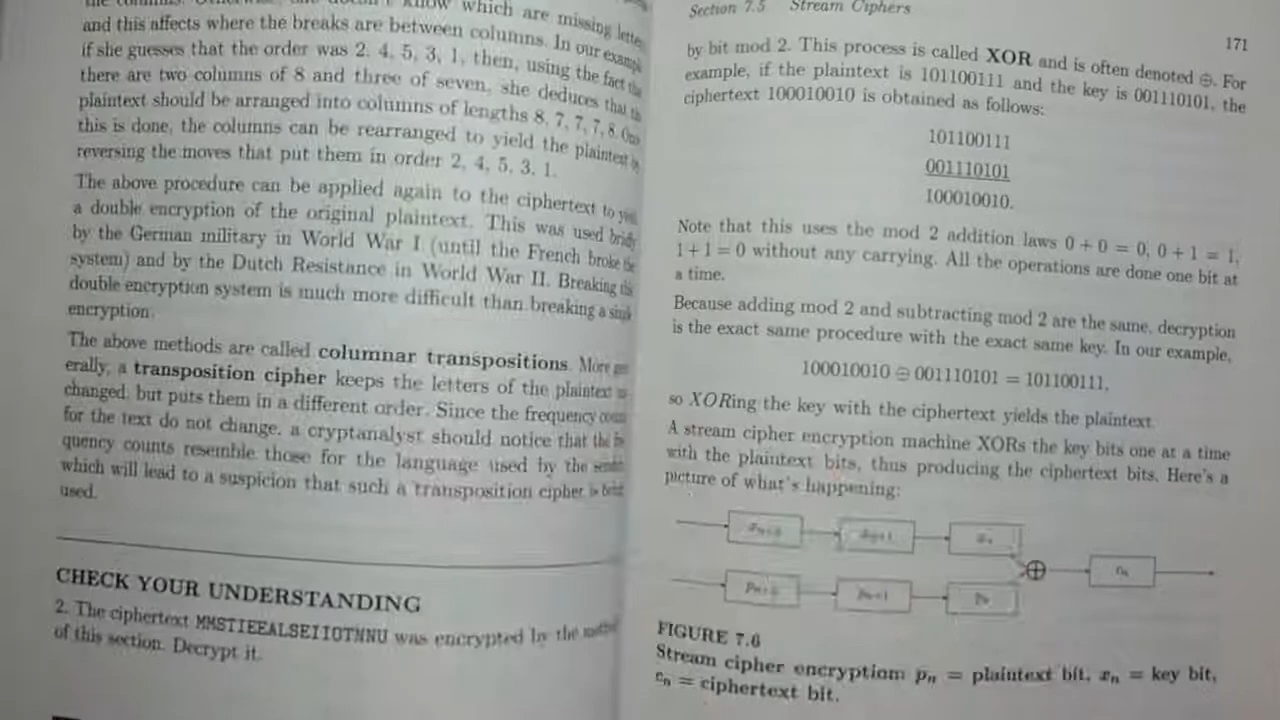 the columns. Otherwise, she doesn't know which are missing
and this affects where the breaks are between columns. In our
if she guesses that the order was 2, 4, 5, 3, 1, then, using the fact
there are two columns of 8 and three of seven, she deduces that
plaintext should be arranged into columns of lengths 8, 7, 7, 7, 8.
this is done, the columns can be rearranged to yield the plaintext
reversing the moves that put them in order 2, 4, 5, 3, 1.
The above procedure can be applied again to the ciphertext to
a double encryption of the original plaintext. This was used
by the German military in World War I (until the French broke
system) and by the Dutch Resistance in World War II. Breaking
double encryption system is much more difficult than breaking a
encryption.
The above methods are called columnar transpositions. More
erally, a transposition cipher keeps the letters of the plaintext
changed, but puts them in a different order. Since the frequency
for the text do not change, a cryptanalyst should notice that the
quency counts resemble those for the language used by the
which will lead to a suspicion that such a transposition cipher is
used.
CHECK YOUR UNDERSTANDING
2. The ciphertext MMSTIEEALSEIIOTNNU was encrypted by the
of this section. Decrypt it.
Section 7.5 Stream Ciphers
171
by bit mod 2. This process is called XOR and is often denoted ⊕. For
example, if the plaintext is 101100111 and the key is 001110101, the
ciphertext 100010010 is obtained as follows:
101100111
001110101
100010010.
Note that this uses the mod 2 addition laws 0 + 0 = 0, 0 + 1 = 1,
1 + 1 = 0 without any carrying. All the operations are done one bit at
a time.
Because adding mod 2 and subtracting mod 2 are the same, decryption
is the exact same procedure with the exact same key. In our example,
100010010 ⊕ 001110101 = 101100111,
so XORing the key with the ciphertext yields the plaintext.
A stream cipher encryption machine XORs the key bits one at a time
with the plaintext bits, thus producing the ciphertext bits. Here's a
picture of what's happening:
⊕
FIGURE 7.6
Stream cipher encryption pₙ = plaintext bit, xₙ = key bit,
cₙ = ciphertext bit.